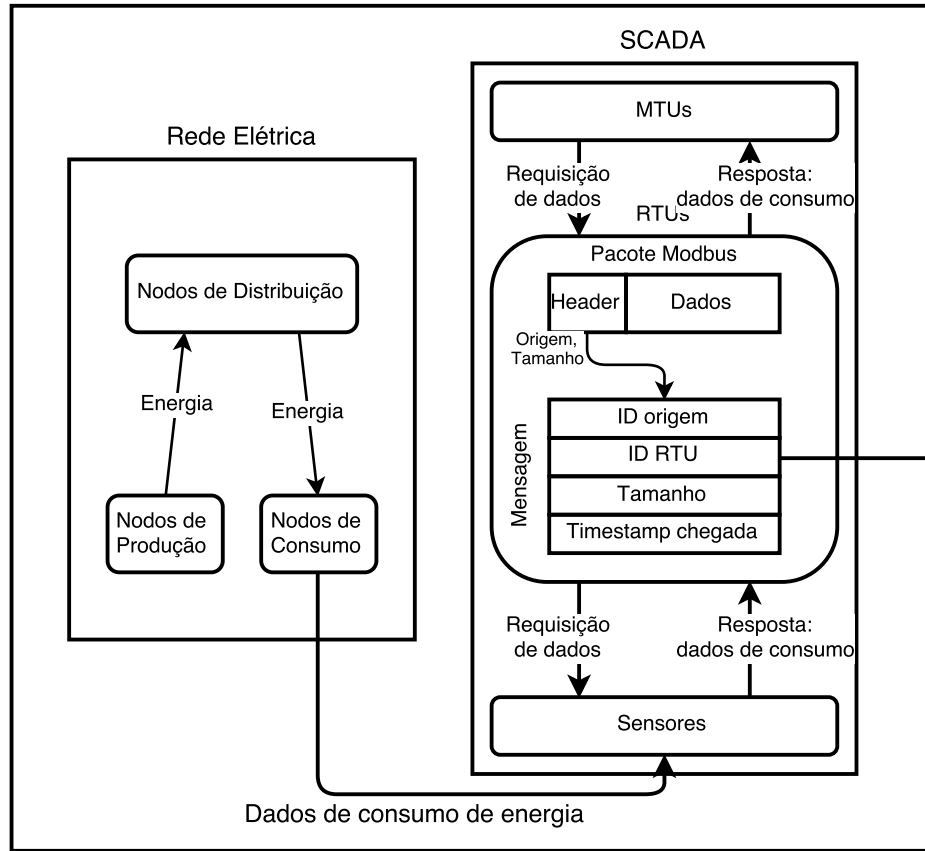 Rede Elétrica
Nodos de Distribuição
Energia
Energia
Nodos de
Produção
Nodos de
Consumo
Dados de consumo de energia
SCADA
MTUs
Requisição
de dados
Resposta:
dados de consumo
RTUs
Pacote Modbus
Header
Dados
Origem,
Tamanho
Mensagem
ID origem
ID RTU
Tamanho
Timestamp chegada
Requisição
de dados
Resposta:
dados de consumo
Sensores